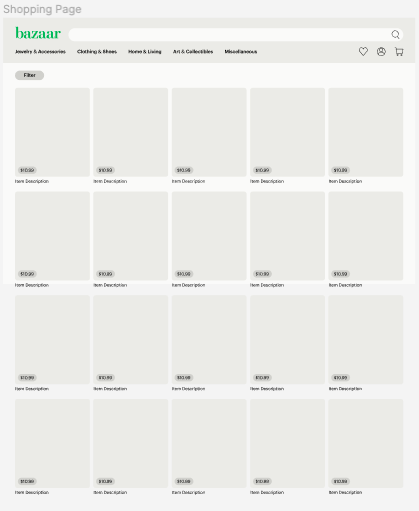 Shopping Page
bazaar
Jewelry & Accessories Clothing & Shoes Home & Living Art & Collectibles Miscellaneous
Filter
$10.99 $10.99 $10.99 $10.99 $10.99
Item Description Item Description Item Description Item Description Item Description
$10.99 $10.99 $10.99 $10.99 $10.99
Item Description Item Description Item Description Item Description Item Description
$10.99 $10.99 $10.99 $10.99 $10.99
Item Description Item Description Item Description Item Description Item Description
$10.99 $10.99 $10.99 $10.99 $10.99
Item Description Item Description Item Description Item Description Item Description